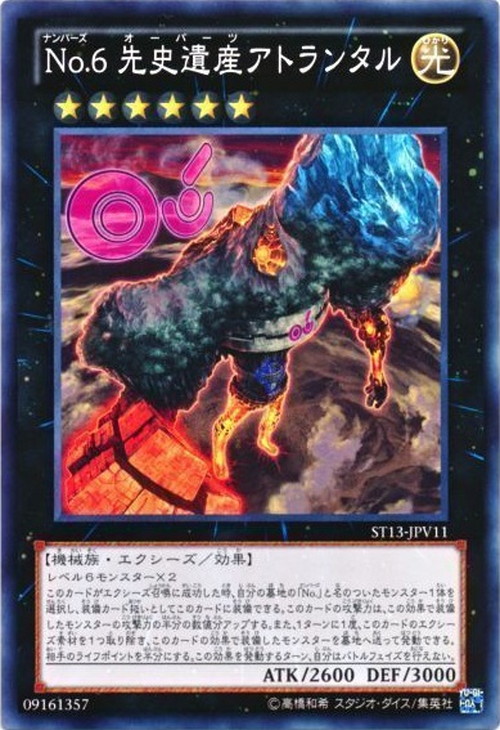 No.6 先史遺産アトランタル
ナンバーズ オーパーツ
光
ひかり
ST13-JPV11
【機械族・エクシーズ/効果】
レベル6モンスター×2
このカードがエクシーズ召喚に成功した時、自分の墓地の「No.」と名のついたモンスター1体を
選択し、装備カード扱いとしてこのカードに装備できる。このカードの攻撃力は、この効果で装備
したモンスターの攻撃力の半分の数値分アップする。また、1ターンに1度、このカードのエクシーズ
素材を1つ取り除き、このカードの効果で装備したモンスターを墓地へ送って発動できる。
相手のライフポイントを半分にする。この効果を発動するターン、自分はバトルフェイズを行えない。
ATK/2600 DEF/3000
09161357
©高橋和希 スタジオ・ダイス/集英社